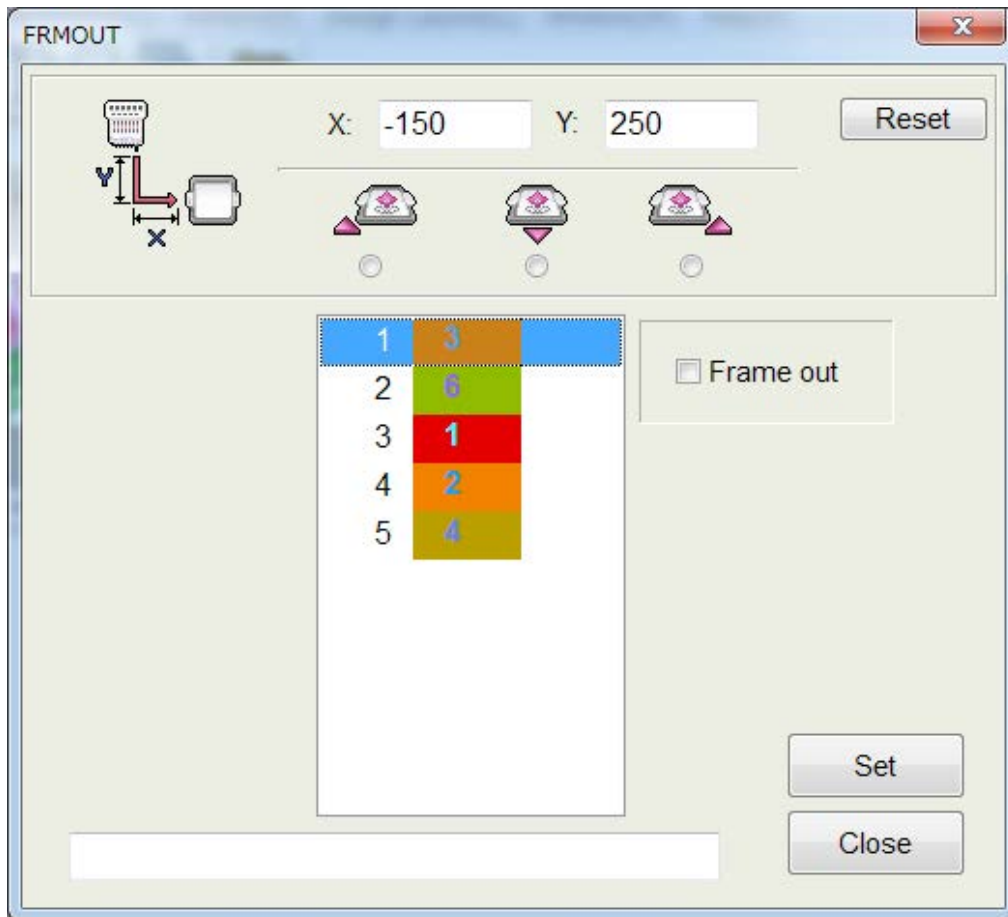 FRMOUT
X: -150 Y: 250 Reset
Y
X
1 3
2 6
3 1
4 2
5 4
Frame out
Set
Close